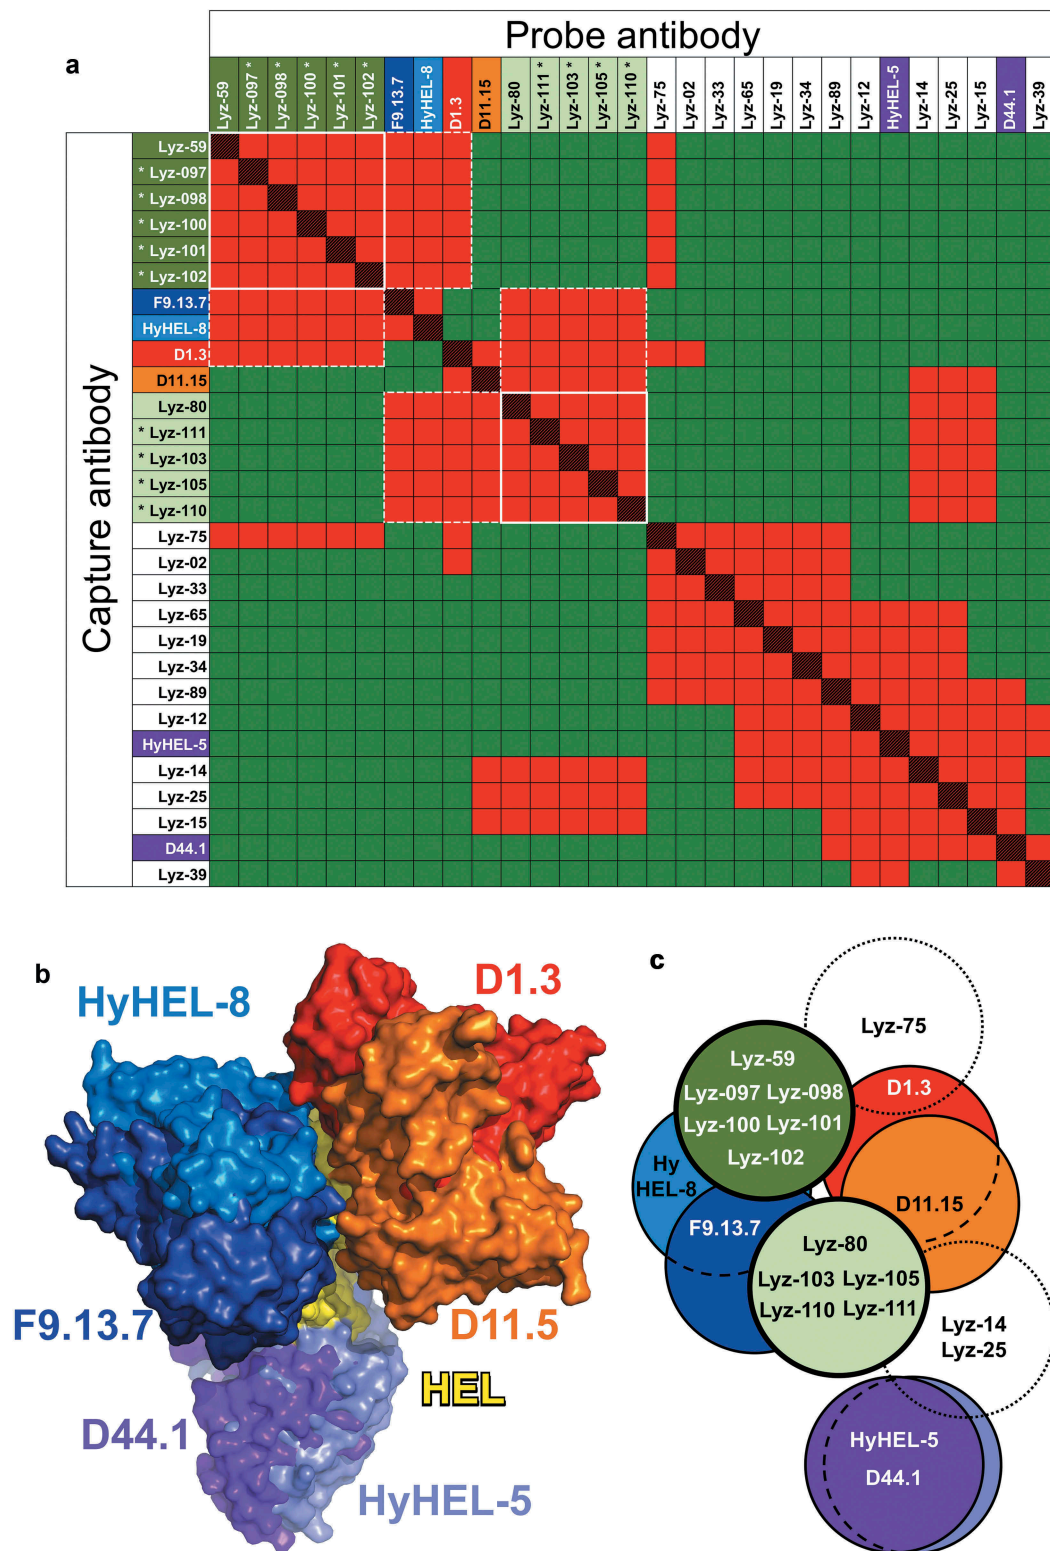 Probe antibody
a
Lyz-59
Lyz-097 *
Lyz-098 *
Lyz-100 *
Lyz-101 *
Lyz-102 *
F9.13.7
HyHEL-8
D1.3
D11.15
Lyz-80
Lyz-111 *
Lyz-103 *
Lyz-105 *
Lyz-110 *
Lyz-75
Lyz-02
Lyz-33
Lyz-65
Lyz-19
Lyz-34
Lyz-89
Lyz-12
HyHEL-5
Lyz-14
Lyz-25
Lyz-15
D44.1
Lyz-39
Capture antibody
Lyz-59
* Lyz-097
* Lyz-098
* Lyz-100
* Lyz-101
* Lyz-102
F9.13.7
HyHEL-8
D1.3
D11.15
Lyz-80
* Lyz-111
* Lyz-103
* Lyz-105
* Lyz-110
Lyz-75
Lyz-02
Lyz-33
Lyz-65
Lyz-19
Lyz-34
Lyz-89
Lyz-12
HyHEL-5
Lyz-14
Lyz-25
Lyz-15
D44.1
Lyz-39
b
HyHEL-8
D1.3
F9.13.7
D11.5
HEL
D44.1
HyHEL-5
c
Lyz-75
Lyz-59
Lyz-097 Lyz-098
Lyz-100 Lyz-101
Lyz-102
D1.3
Hy
HEL-8
F9.13.7
D11.15
Lyz-80
Lyz-103 Lyz-105
Lyz-110 Lyz-111
Lyz-14
Lyz-25
HyHEL-5
D44.1